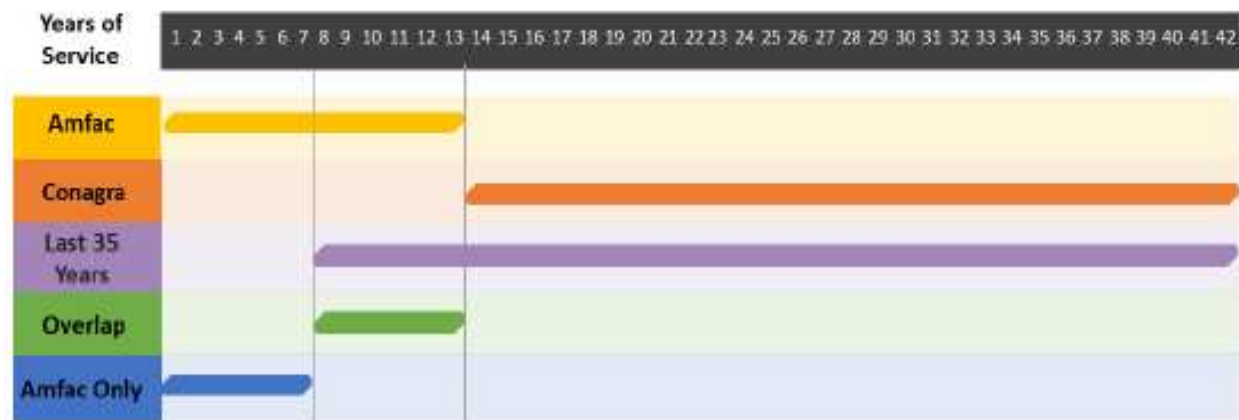 Years of
Service
1 2 3 4 5 6 7 8 9 10 11 12 13 14 15 16 17 18 19 20 21 22 23 24 25 26 27 28 29 30 31 32 33 34 35 36 37 38 39 40 41 42
Amfac
Conagra
Last 35
Years
Overlap
Amfac Only